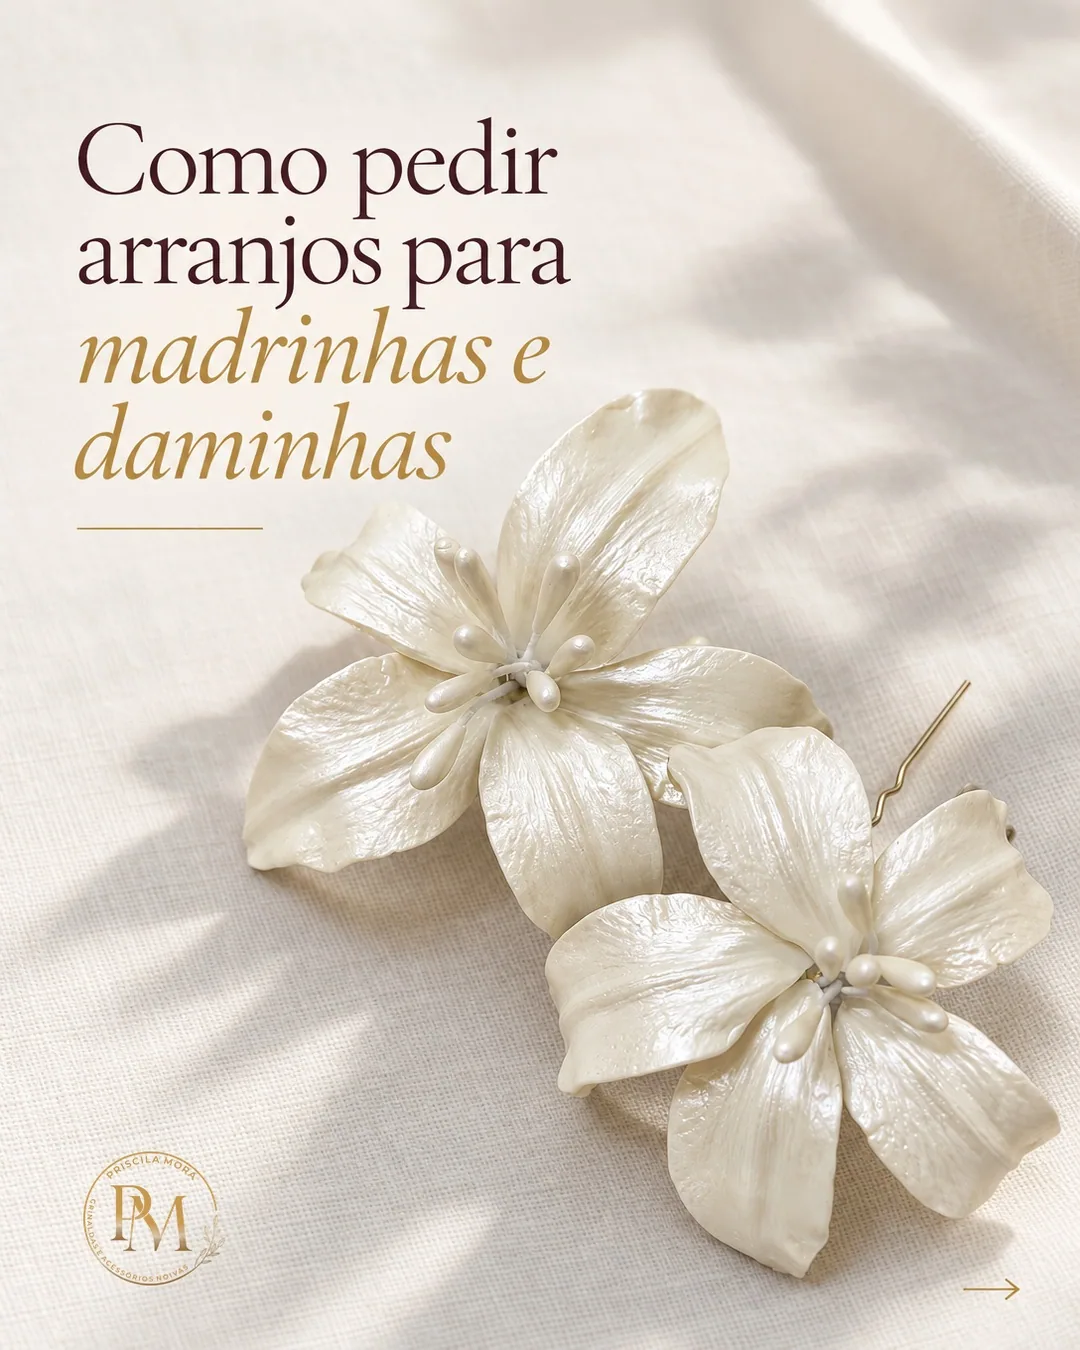 Como pedir
arranjos para
madrinhas e
daminhas
PRISCILA MORA
PM
GRINALDAS E ACESSÓRIOS NOIVAS